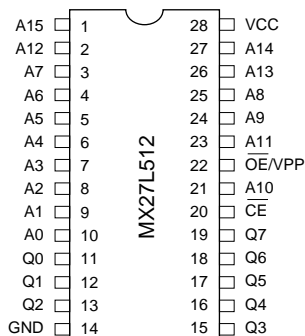 A15 1 28 VCC
A12 2 27 A14
A7 3 26 A13
A6 4 25 A8
A5 5 24 A9
A4 6 23 A11
A3 7 22 O̅E̅/VPP
A2 8 21 A10
A1 9 20 C̅E̅
A0 10 19 Q7
Q0 11 18 Q6
Q1 12 17 Q5
Q2 13 16 Q4
GND 14 15 Q3
MX27L512